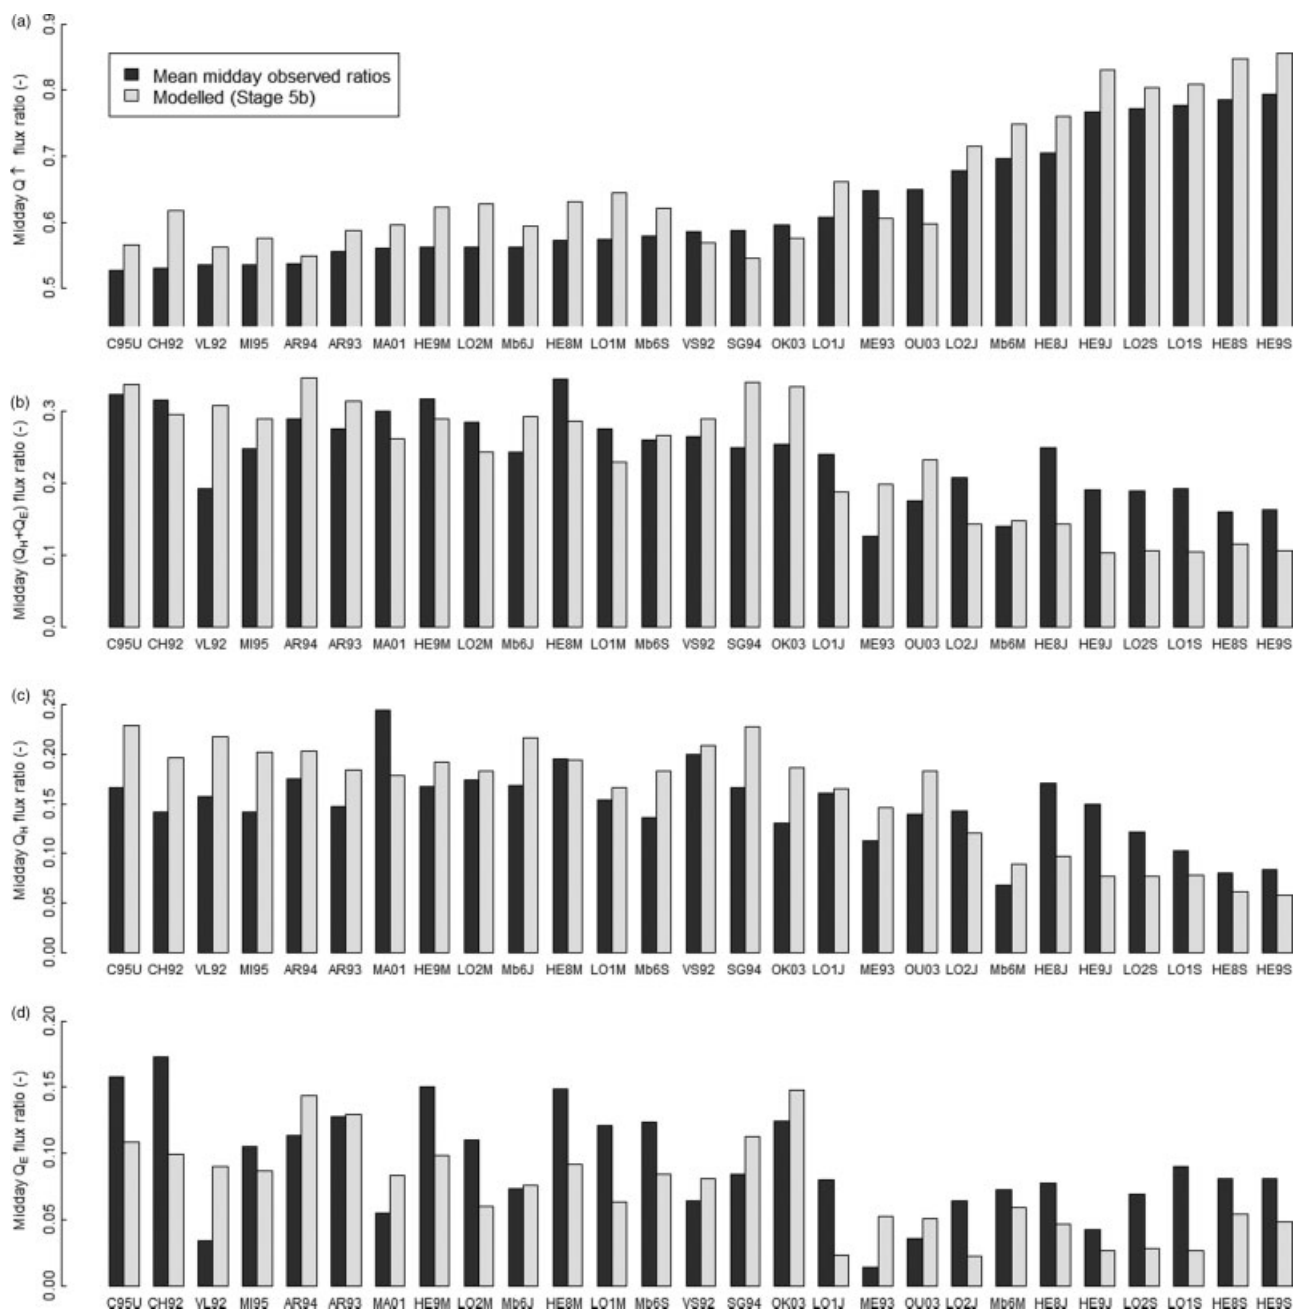 (a)
Midday Q ↑ flux ratio (-)
0.9
0.8
0.7
0.6
0.5
Mean midday observed ratios
Modelled (Stage 5b)
C95U CH92 VL92 MI95 AR94 AR93 MA01 HE9M LO2M Mb6J HE8M LO1M Mb6S VS92 SG94 OK03 LO1J ME93 OU03 LO2J Mb6M HE8J HE9J LO2S LO1S HE8S HE9S
(b)
Midday (Q_H+Q_E) flux ratio (-)
0.3
0.2
0.1
0.0
C95U CH92 VL92 MI95 AR94 AR93 MA01 HE9M LO2M Mb6J HE8M LO1M Mb6S VS92 SG94 OK03 LO1J ME93 OU03 LO2J Mb6M HE8J HE9J LO2S LO1S HE8S HE9S
(c)
Midday Q_H flux ratio (-)
0.25
0.20
0.15
0.10
0.05
0.00
C95U CH92 VL92 MI95 AR94 AR93 MA01 HE9M LO2M Mb6J HE8M LO1M Mb6S VS92 SG94 OK03 LO1J ME93 OU03 LO2J Mb6M HE8J HE9J LO2S LO1S HE8S HE9S
(d)
Midday Q_E flux ratio (-)
0.20
0.15
0.10
0.05
0.00
C95U CH92 VL92 MI95 AR94 AR93 MA01 HE9M LO2M Mb6J HE8M LO1M Mb6S VS92 SG94 OK03 LO1J ME93 OU03 LO2J Mb6M HE8J HE9J LO2S LO1S HE8S HE9S